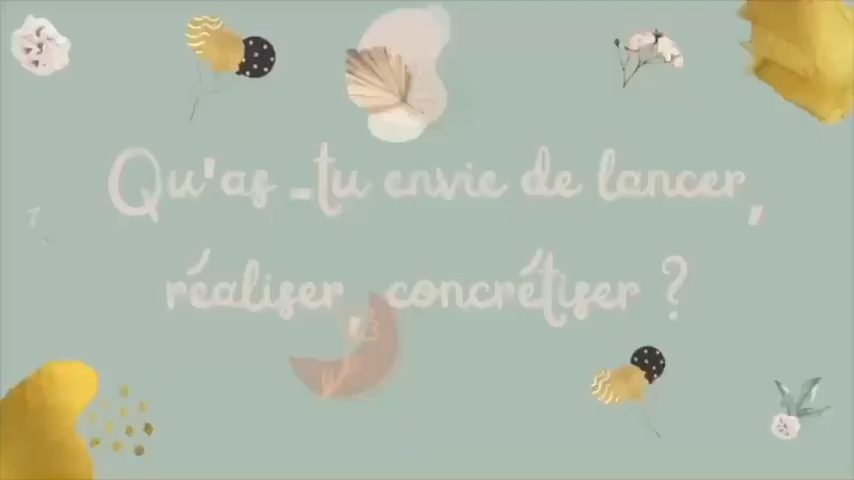 Qu'as -tu envie de lancer,
réaliser, concrétiser ?